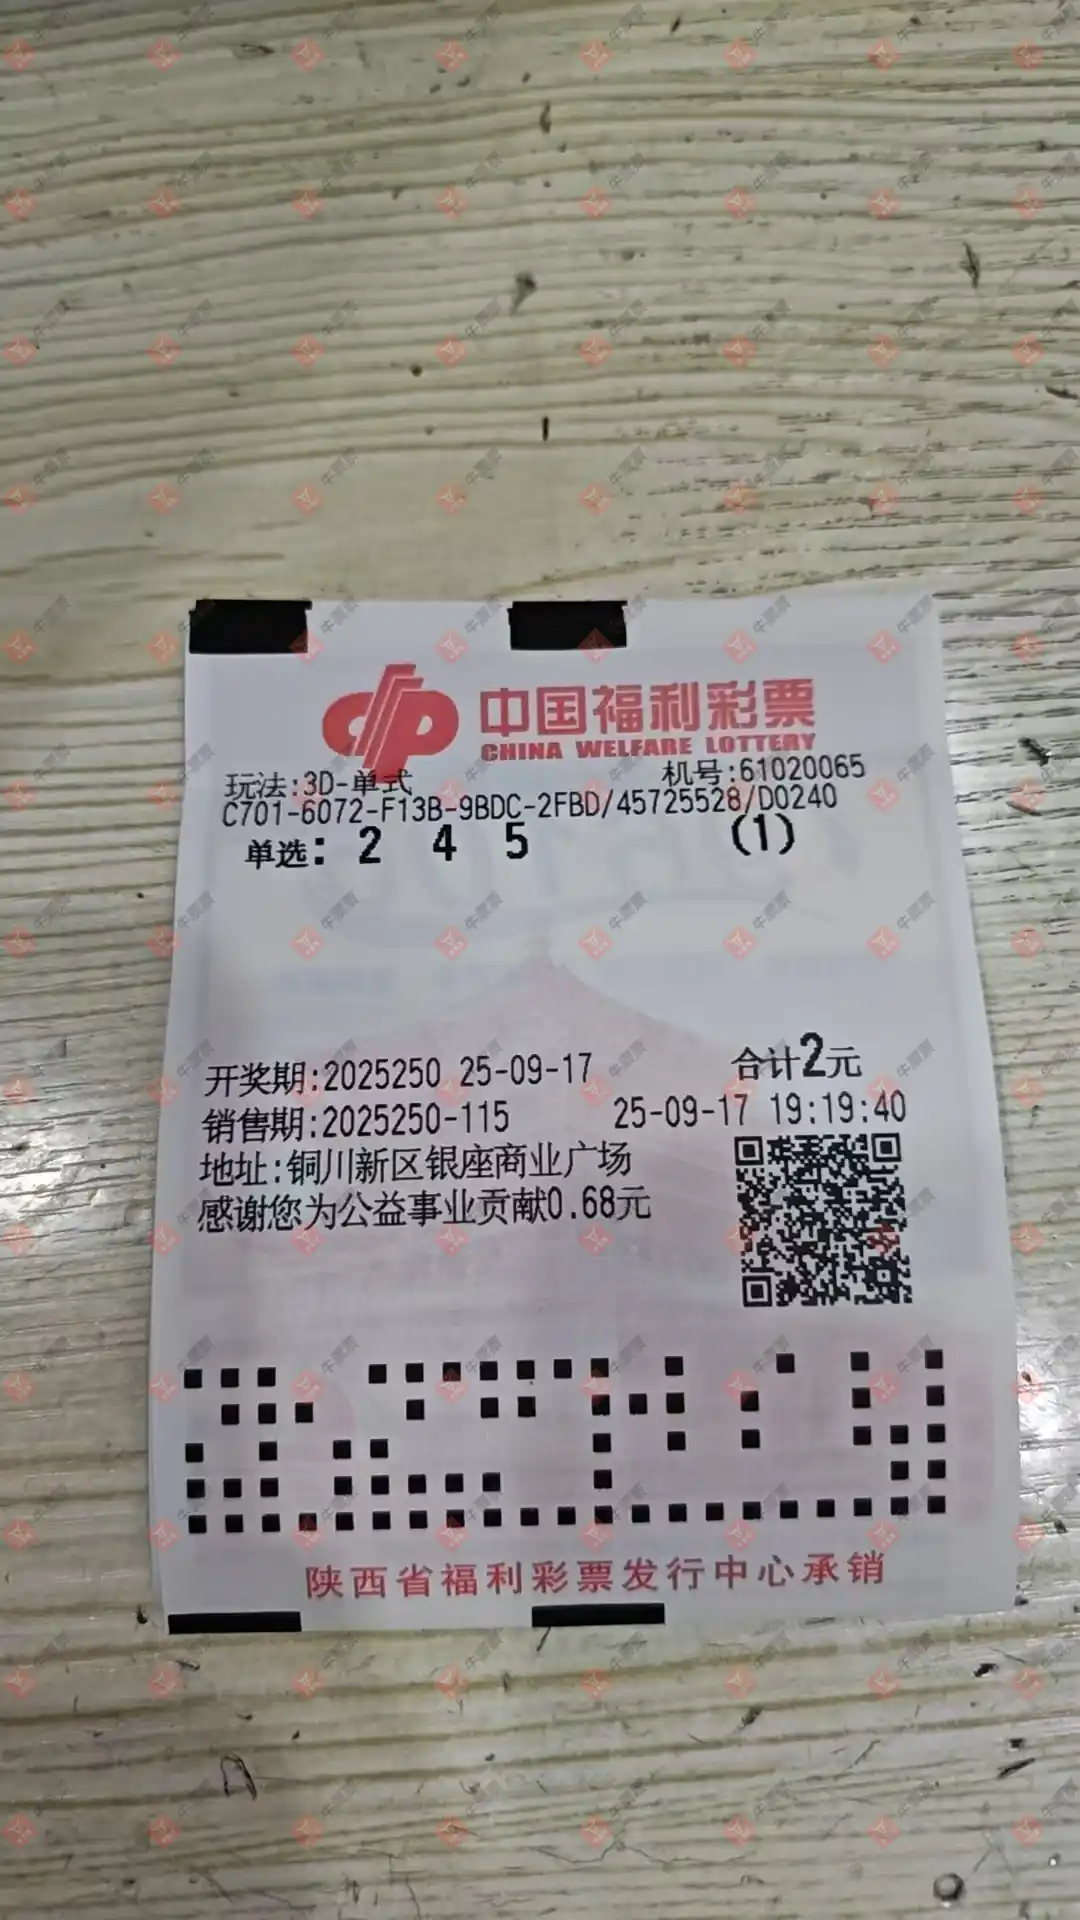 中国福利彩票
CHINA WELFARE LOTTERY
玩法:3D-单式 机号:61020065
C701-6072-F13B-9BDC-2FBD/45725528/D0240
单选: 2 4 5 (1)
开奖期:2025250 25-09-17 合计2元
销售期:2025250-115 25-09-17 19:19:40
地址:铜川新区银座商业广场
感谢您为公益事业贡献0.68元
陕西省福利彩票发行中心承销
牛票票